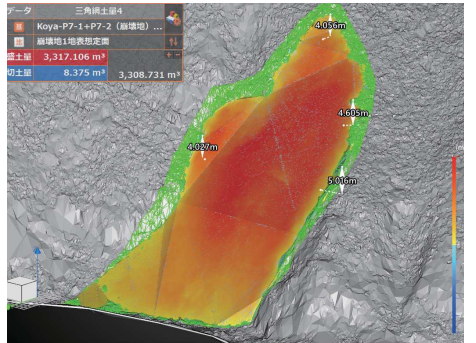 データ
三角網土量4
Koya-P7-1+P7-2（崩壊地）...
崩壊地1地表想定面
盛土量 3,317.106 m³
切土量 8.375 m³
3,308.731 m³
4.056m
4.605m
4.027m
5.016m